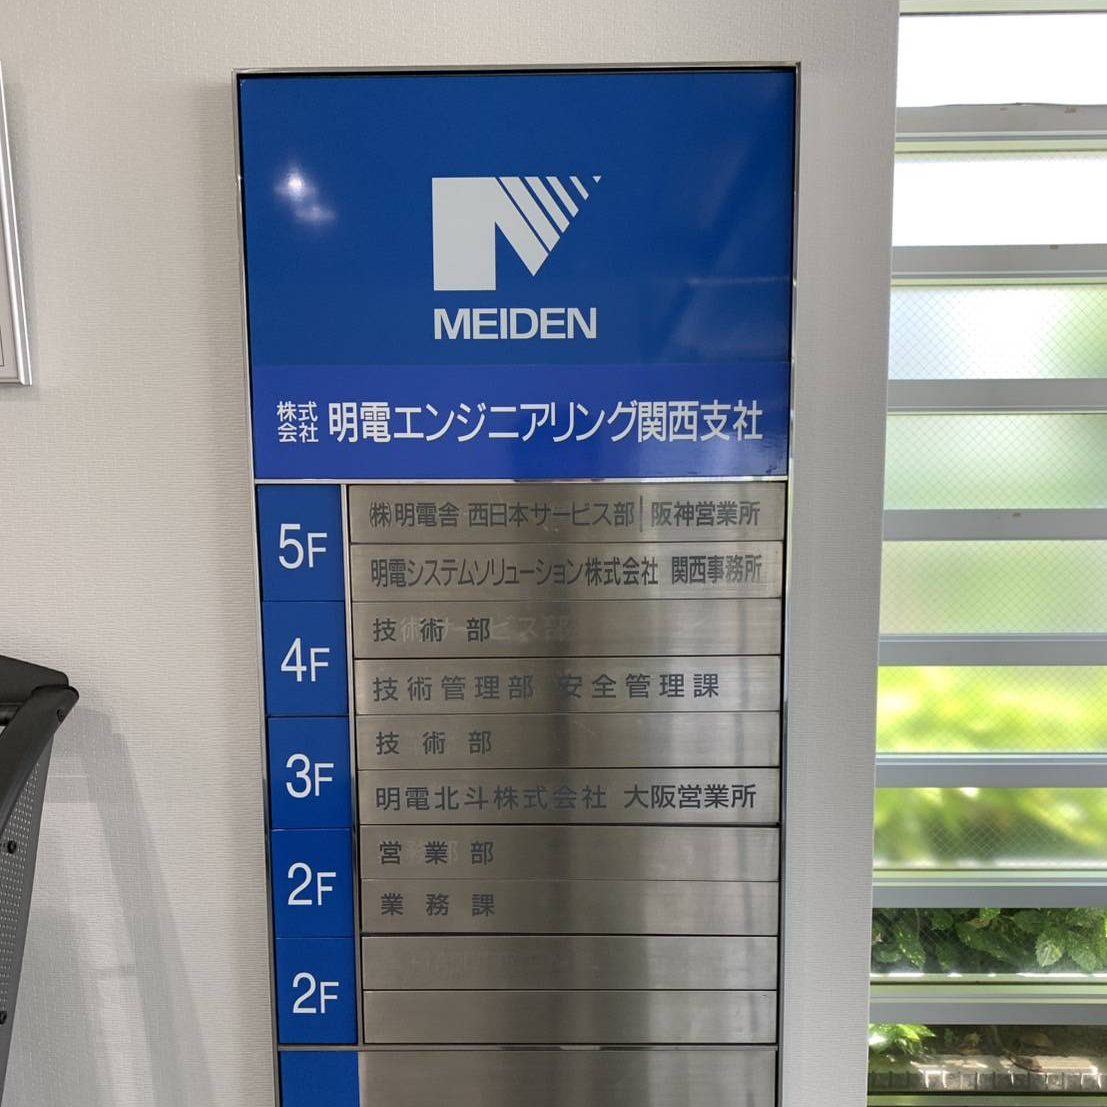 MEIDEN
株式会社 明電エンジニアリング関西支社
5F
㈱明電舎 西日本サービス部 | 阪神営業所
明電システムソリューション株式会社 関西事務所
4F
技術部
技術管理部 安全管理課
3F
技術部
明電北斗株式会社 大阪営業所
2F
営業部
業務課
2F